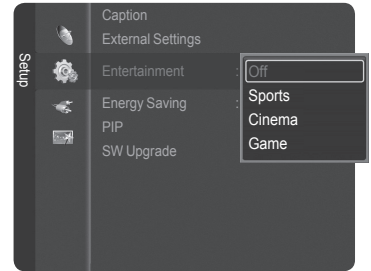 Setup
Caption
External Settings
Entertainment : Off
Sports
Cinema
Game
Energy Saving :
PIP
SW Upgrade